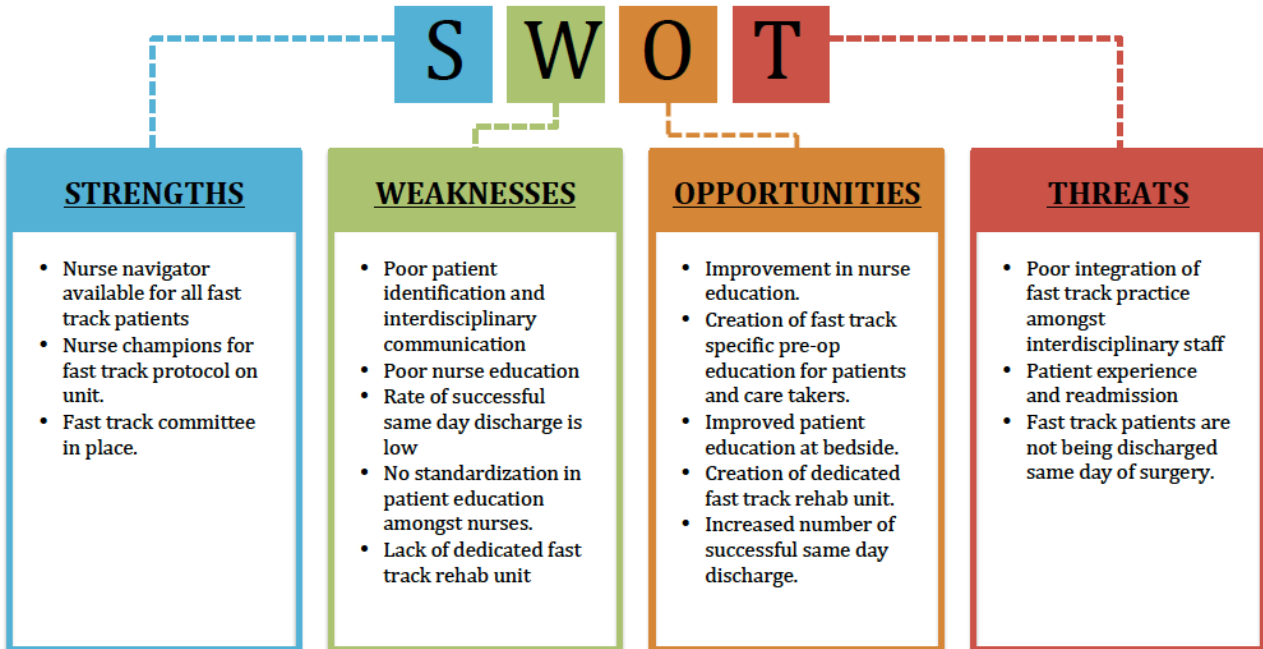 S W O T
STRENGTHS
• Nurse navigator
available for all fast
track patients
• Nurse champions for
fast track protocol on
unit.
• Fast track committee
in place.
WEAKNESSES
• Poor patient
identification and
interdisciplinary
communication
• Poor nurse education
• Rate of successful
same day discharge is
low
• No standardization in
patient education
amongst nurses.
• Lack of dedicated fast
track rehab unit
OPPORTUNITIES
• Improvement in nurse
education.
• Creation of fast track
specific pre-op
education for patients
and care takers.
• Improved patient
education at bedside.
• Creation of dedicated
fast track rehab unit.
• Increased number of
successful same day
discharge.
THREATS
• Poor integration of
fast track practice
amongst
interdisciplinary staff
• Patient experience
and readmission
• Fast track patients are
not being discharged
same day of surgery.